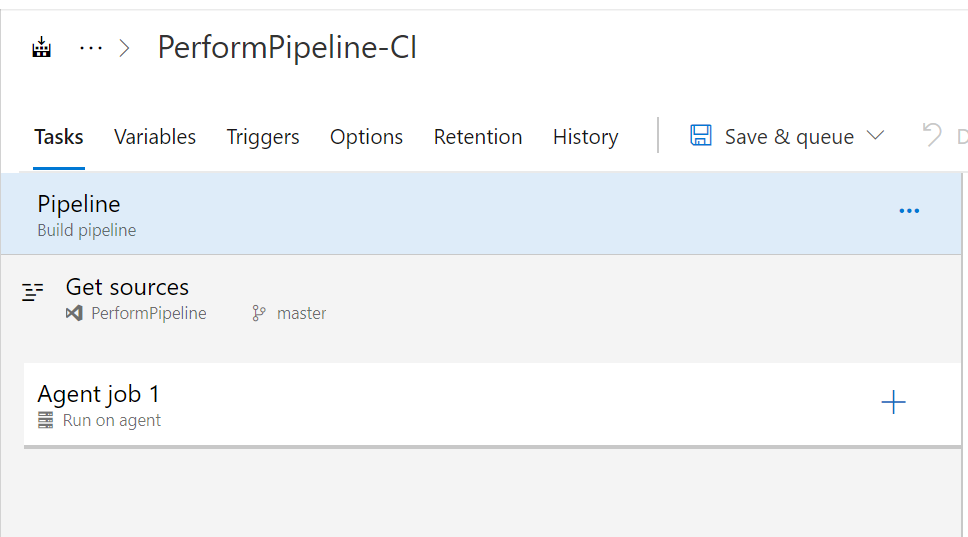 ... > PerformPipeline-CI
Tasks Variables Triggers Options Retention History Save & queue D
Pipeline
Build pipeline
Get sources
PerformPipeline master
Agent job 1
Run on agent